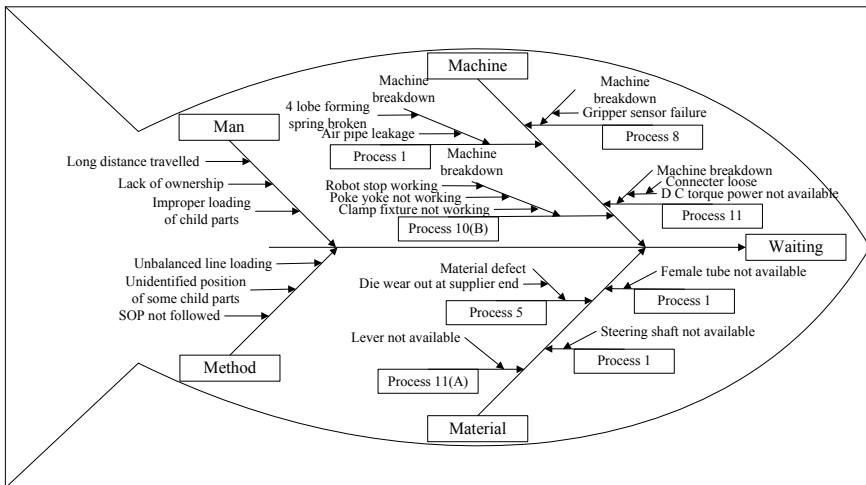 Machine
Machine
breakdown
4 lobe forming
spring broken
Air pipe leakage
Process 1
Machine
breakdown
Gripper sensor failure
Process 8
Man
Long distance travelled
Lack of ownership
Improper loading
of child parts
Machine
breakdown
Robot stop working
Poke yoke not working
Clamp fixture not working
Process 10(B)
Machine breakdown
Connecter loose
D C torque power not available
Process 11
Waiting
Unbalanced line loading
Unidentified position
of some child parts
SOP not followed
Method
Material defect
Die wear out at supplier end
Process 5
Female tube not available
Process 1
Lever not available
Process 11(A)
Steering shaft not available
Process 1
Material